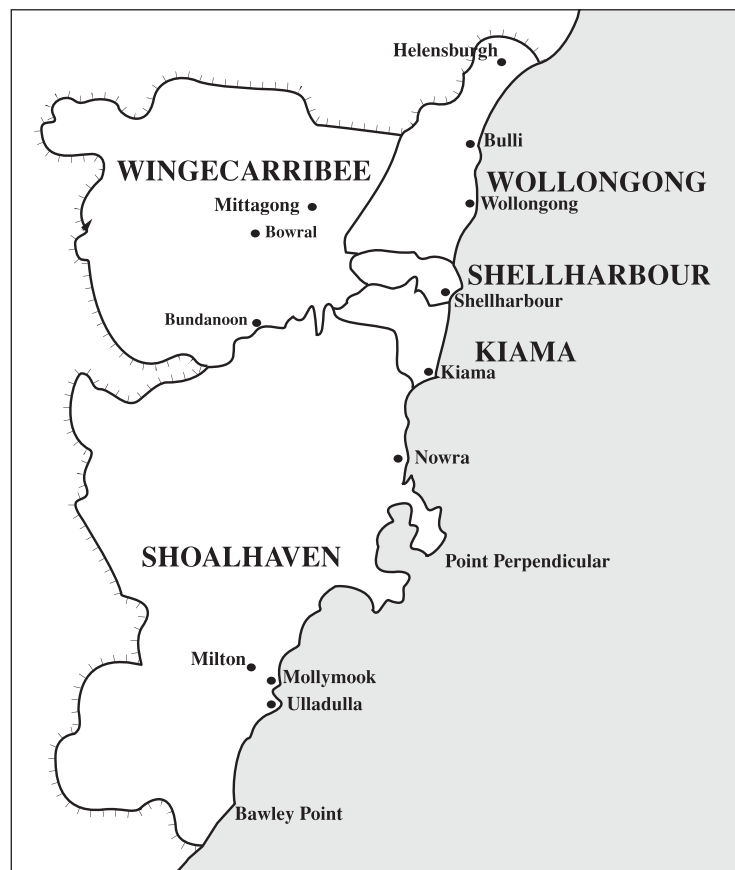 Helensburgh
Bulli
WINGECARRIBEE
WOLLONGONG
Mittagong
Wollongong
Bowral
SHELLHARBOUR
Shellharbour
Bundanoon
KIAMA
Kiama
Nowra
SHOALHAVEN
Point Perpendicular
Milton
Mollymook
Ulladulla
Bawley Point